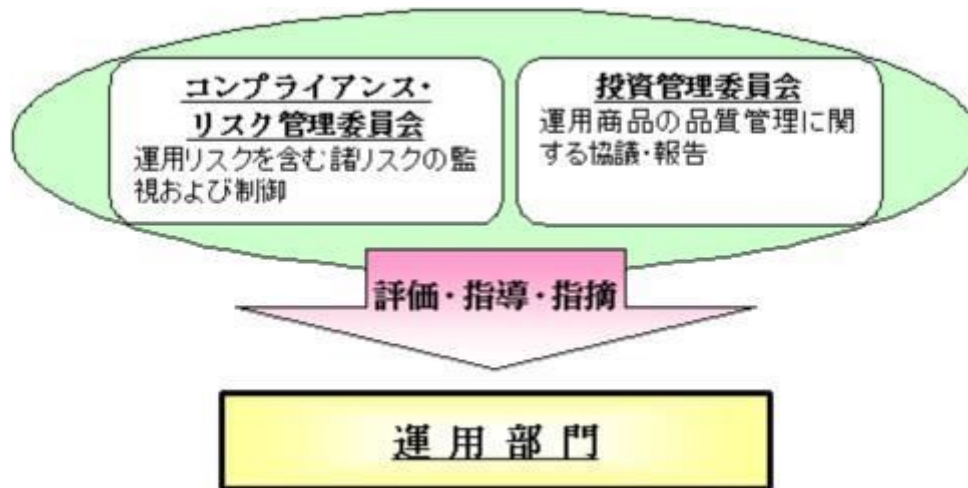 コンプライアンス・
リスク管理委員会
運用リスクを含む諸リスクの監
視および制御
投資管理委員会
運用商品の品質管理に関
する協議・報告
評価・指導・指摘
運用部門